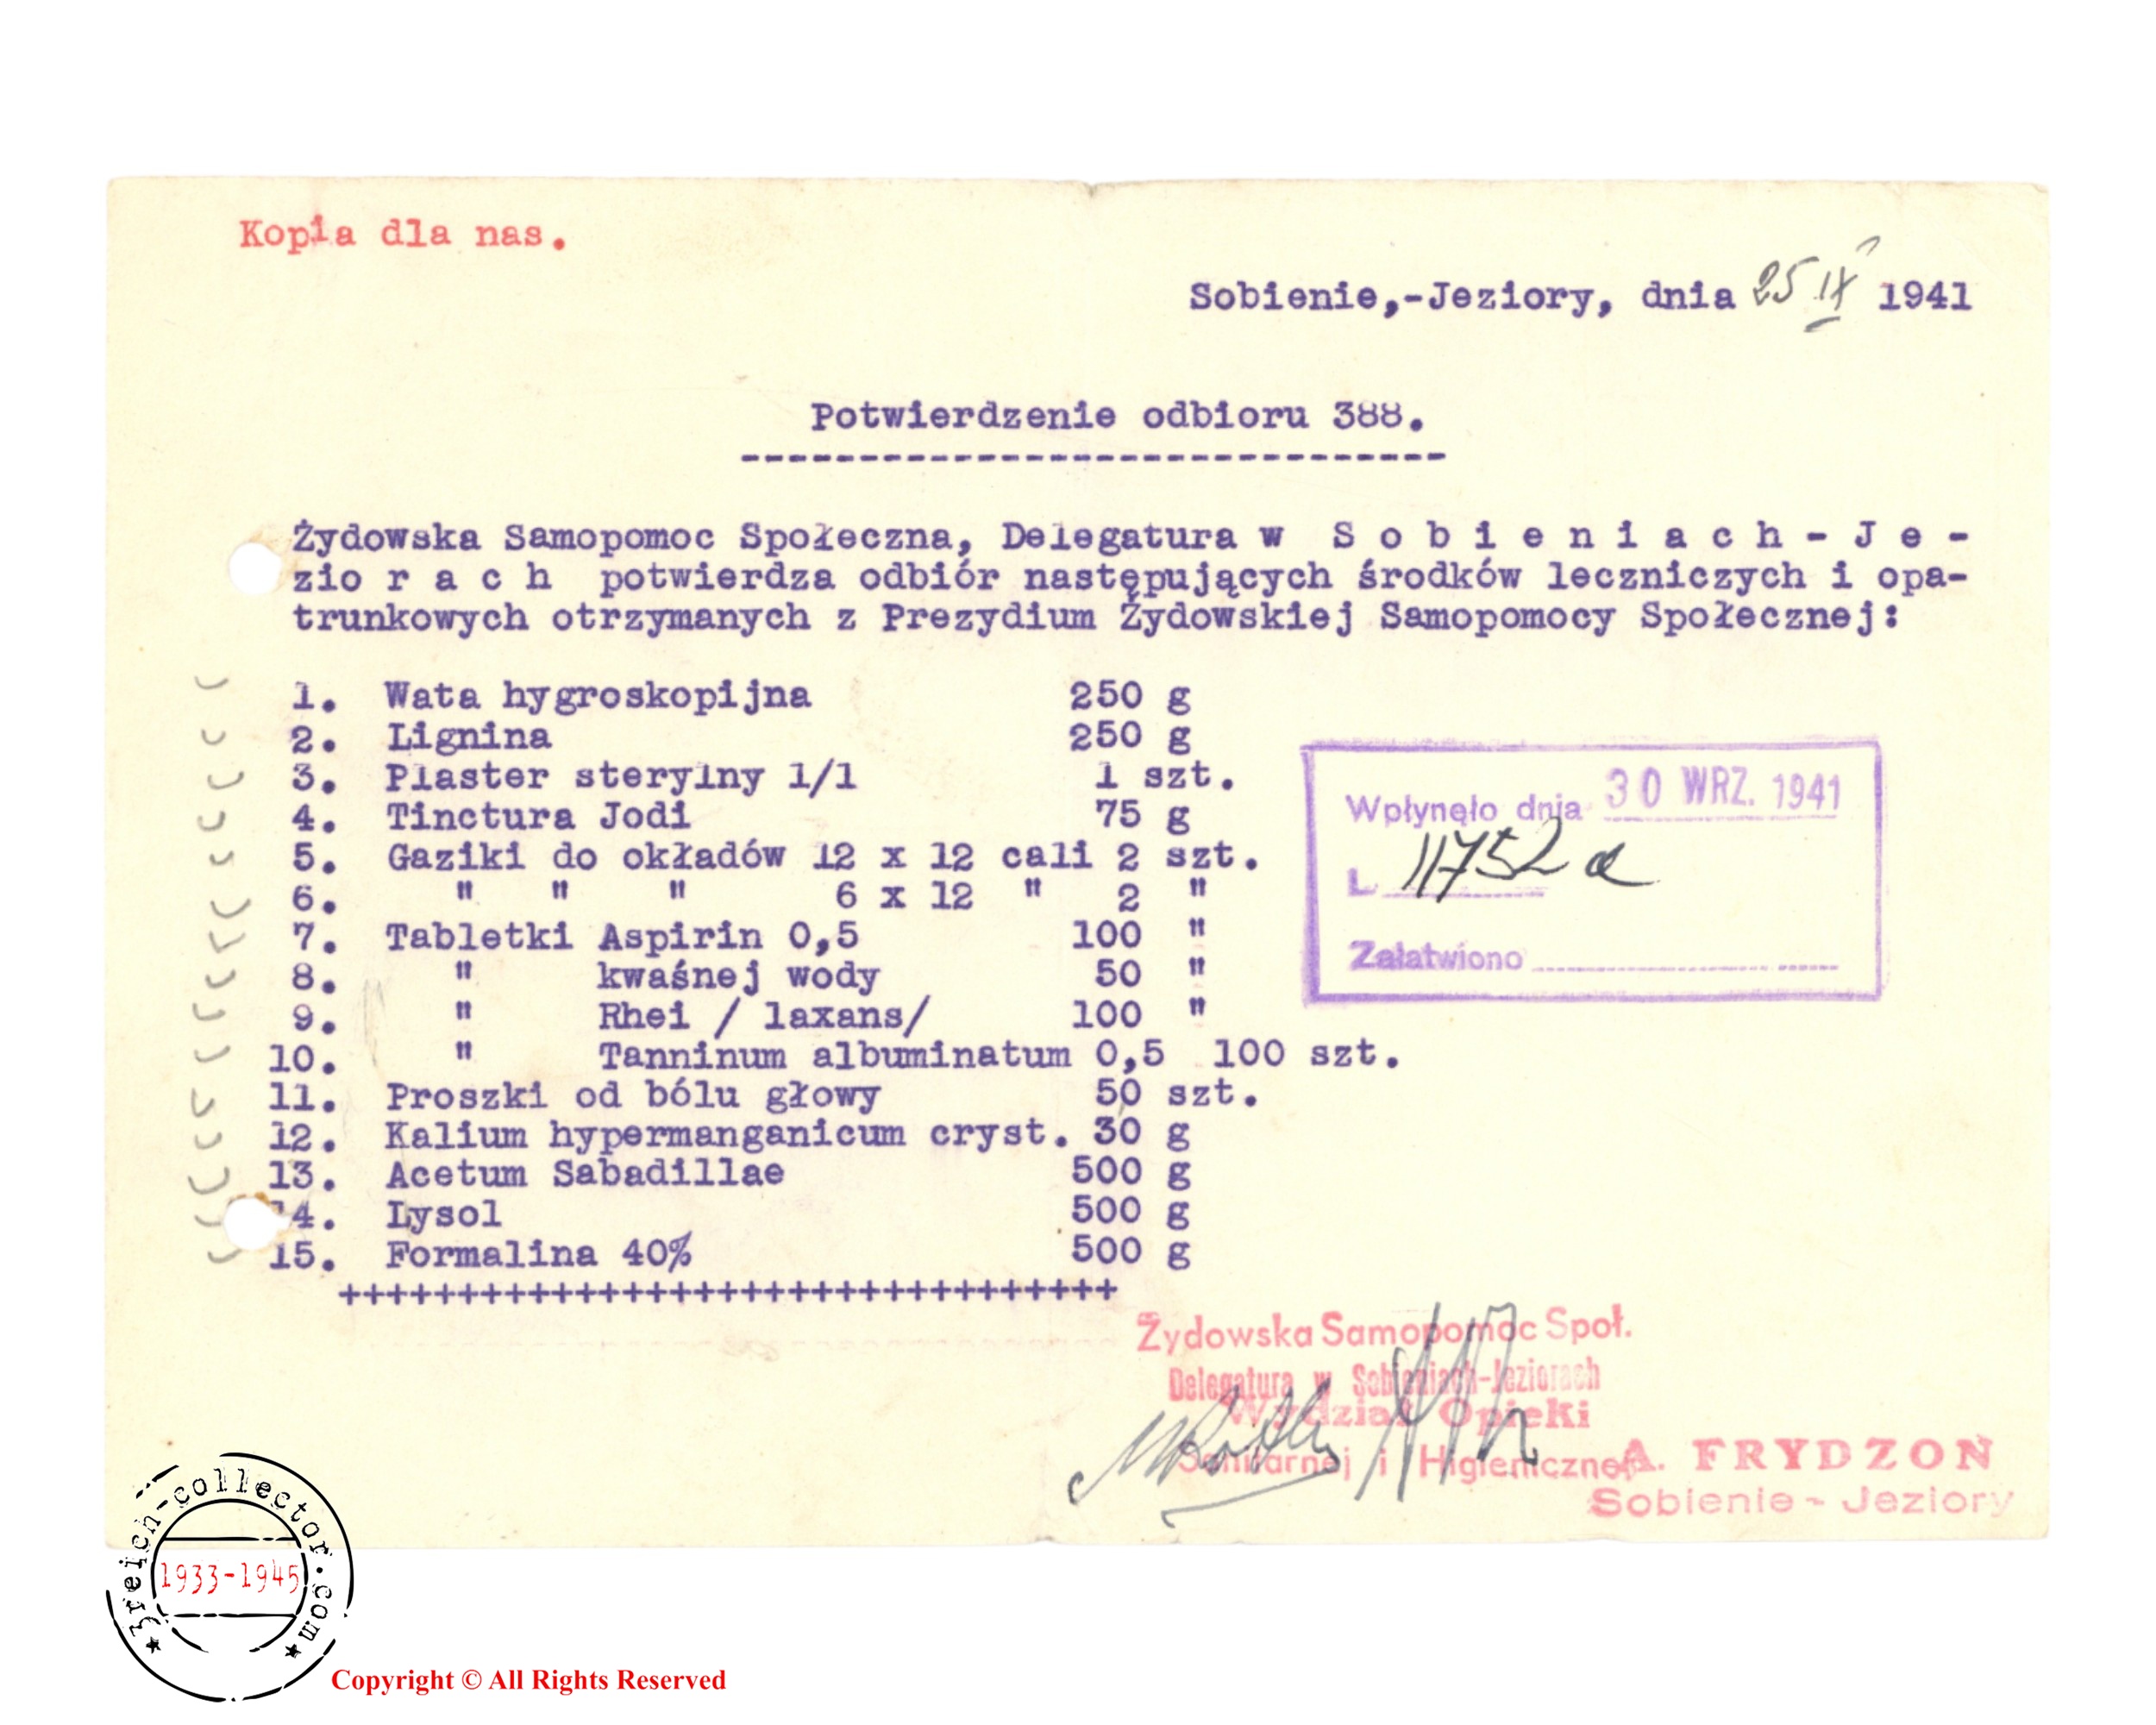 Kopia dla nas.
Sobienie,-Jeziory, dnia 25 IX 1941
Potwierdzenie odbioru 388.
------------------------------
Żydowska Samopomoc Społeczna, Delegatura w S o b i e n i a c h - J e -
zio r a c h potwierdza odbiór następujących środków leczniczych i opa-
trunkowych otrzymanych z Prezydium Żydowskiej Samopomocy Społecznej:
1. Wata hygroskopijna 250 g
2. Lignina 250 g
3. Plaster sterylny 1/1 1 szt.
4. Tinctura Jodi 75 g
5. Gaziki do okładów 12 x 12 cali 2 szt.
6. " " " 6 x 12 " 2 "
7. Tabletki Aspirin 0,5 100 "
8. " kwaśnej wody 50 "
9. " Rhei / laxans/ 100 "
10. " Tanninum albuminatum 0,5 100 szt.
11. Proszki od bólu głowy 50 szt.
12. Kalium hypermanganicum cryst. 30 g
13. Acetum Sabadillae 500 g
14. Lysol 500 g
15. Formalina 40% 500 g
+++++++++++++++++++++++++++++++++
Wpłynęło dnia 30 WRZ. 1941
L. 11752 a
Załatwiono
Żydowska Samopomoc Społ.
Delegatura w Sobieniach-Jeziorach
Wydział Opieki
Sanitarnej i Higienicznej
A. FRYDZON
Sobienie - Jeziory
3reich-collector.com
1933-1945
Copyright © All Rights Reserved